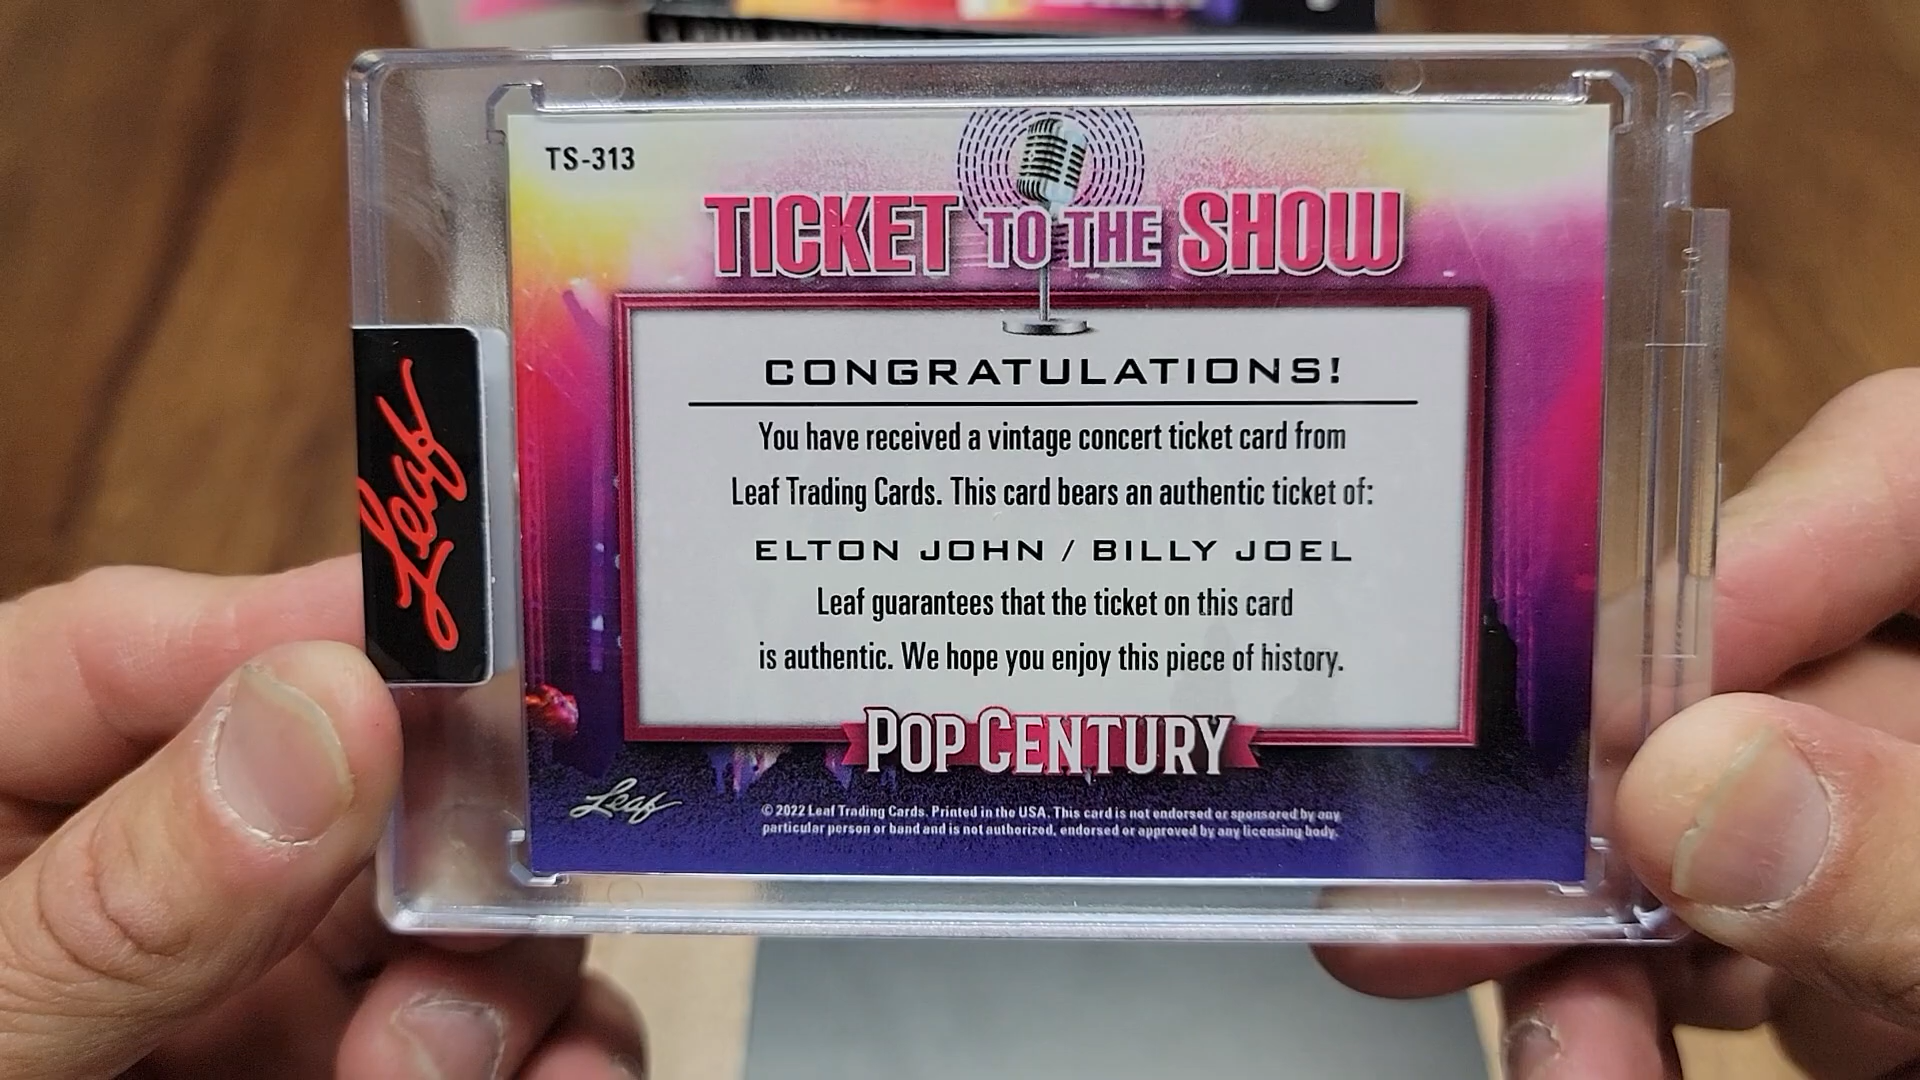 TS-313
TICKET TO THE SHOW
CONGRATULATIONS!
You have received a vintage concert ticket card from
Leaf Trading Cards. This card bears an authentic ticket of:
ELTON JOHN / BILLY JOEL
Leaf guarantees that the ticket on this card
is authentic. We hope you enjoy this piece of history.
POP CENTURY
Leaf
© 2022 Leaf Trading Cards. Printed in the USA. This card is not endorsed or sponsored by any
particular person or band and is not authorized, endorsed or approved by any licensing body.
Leaf